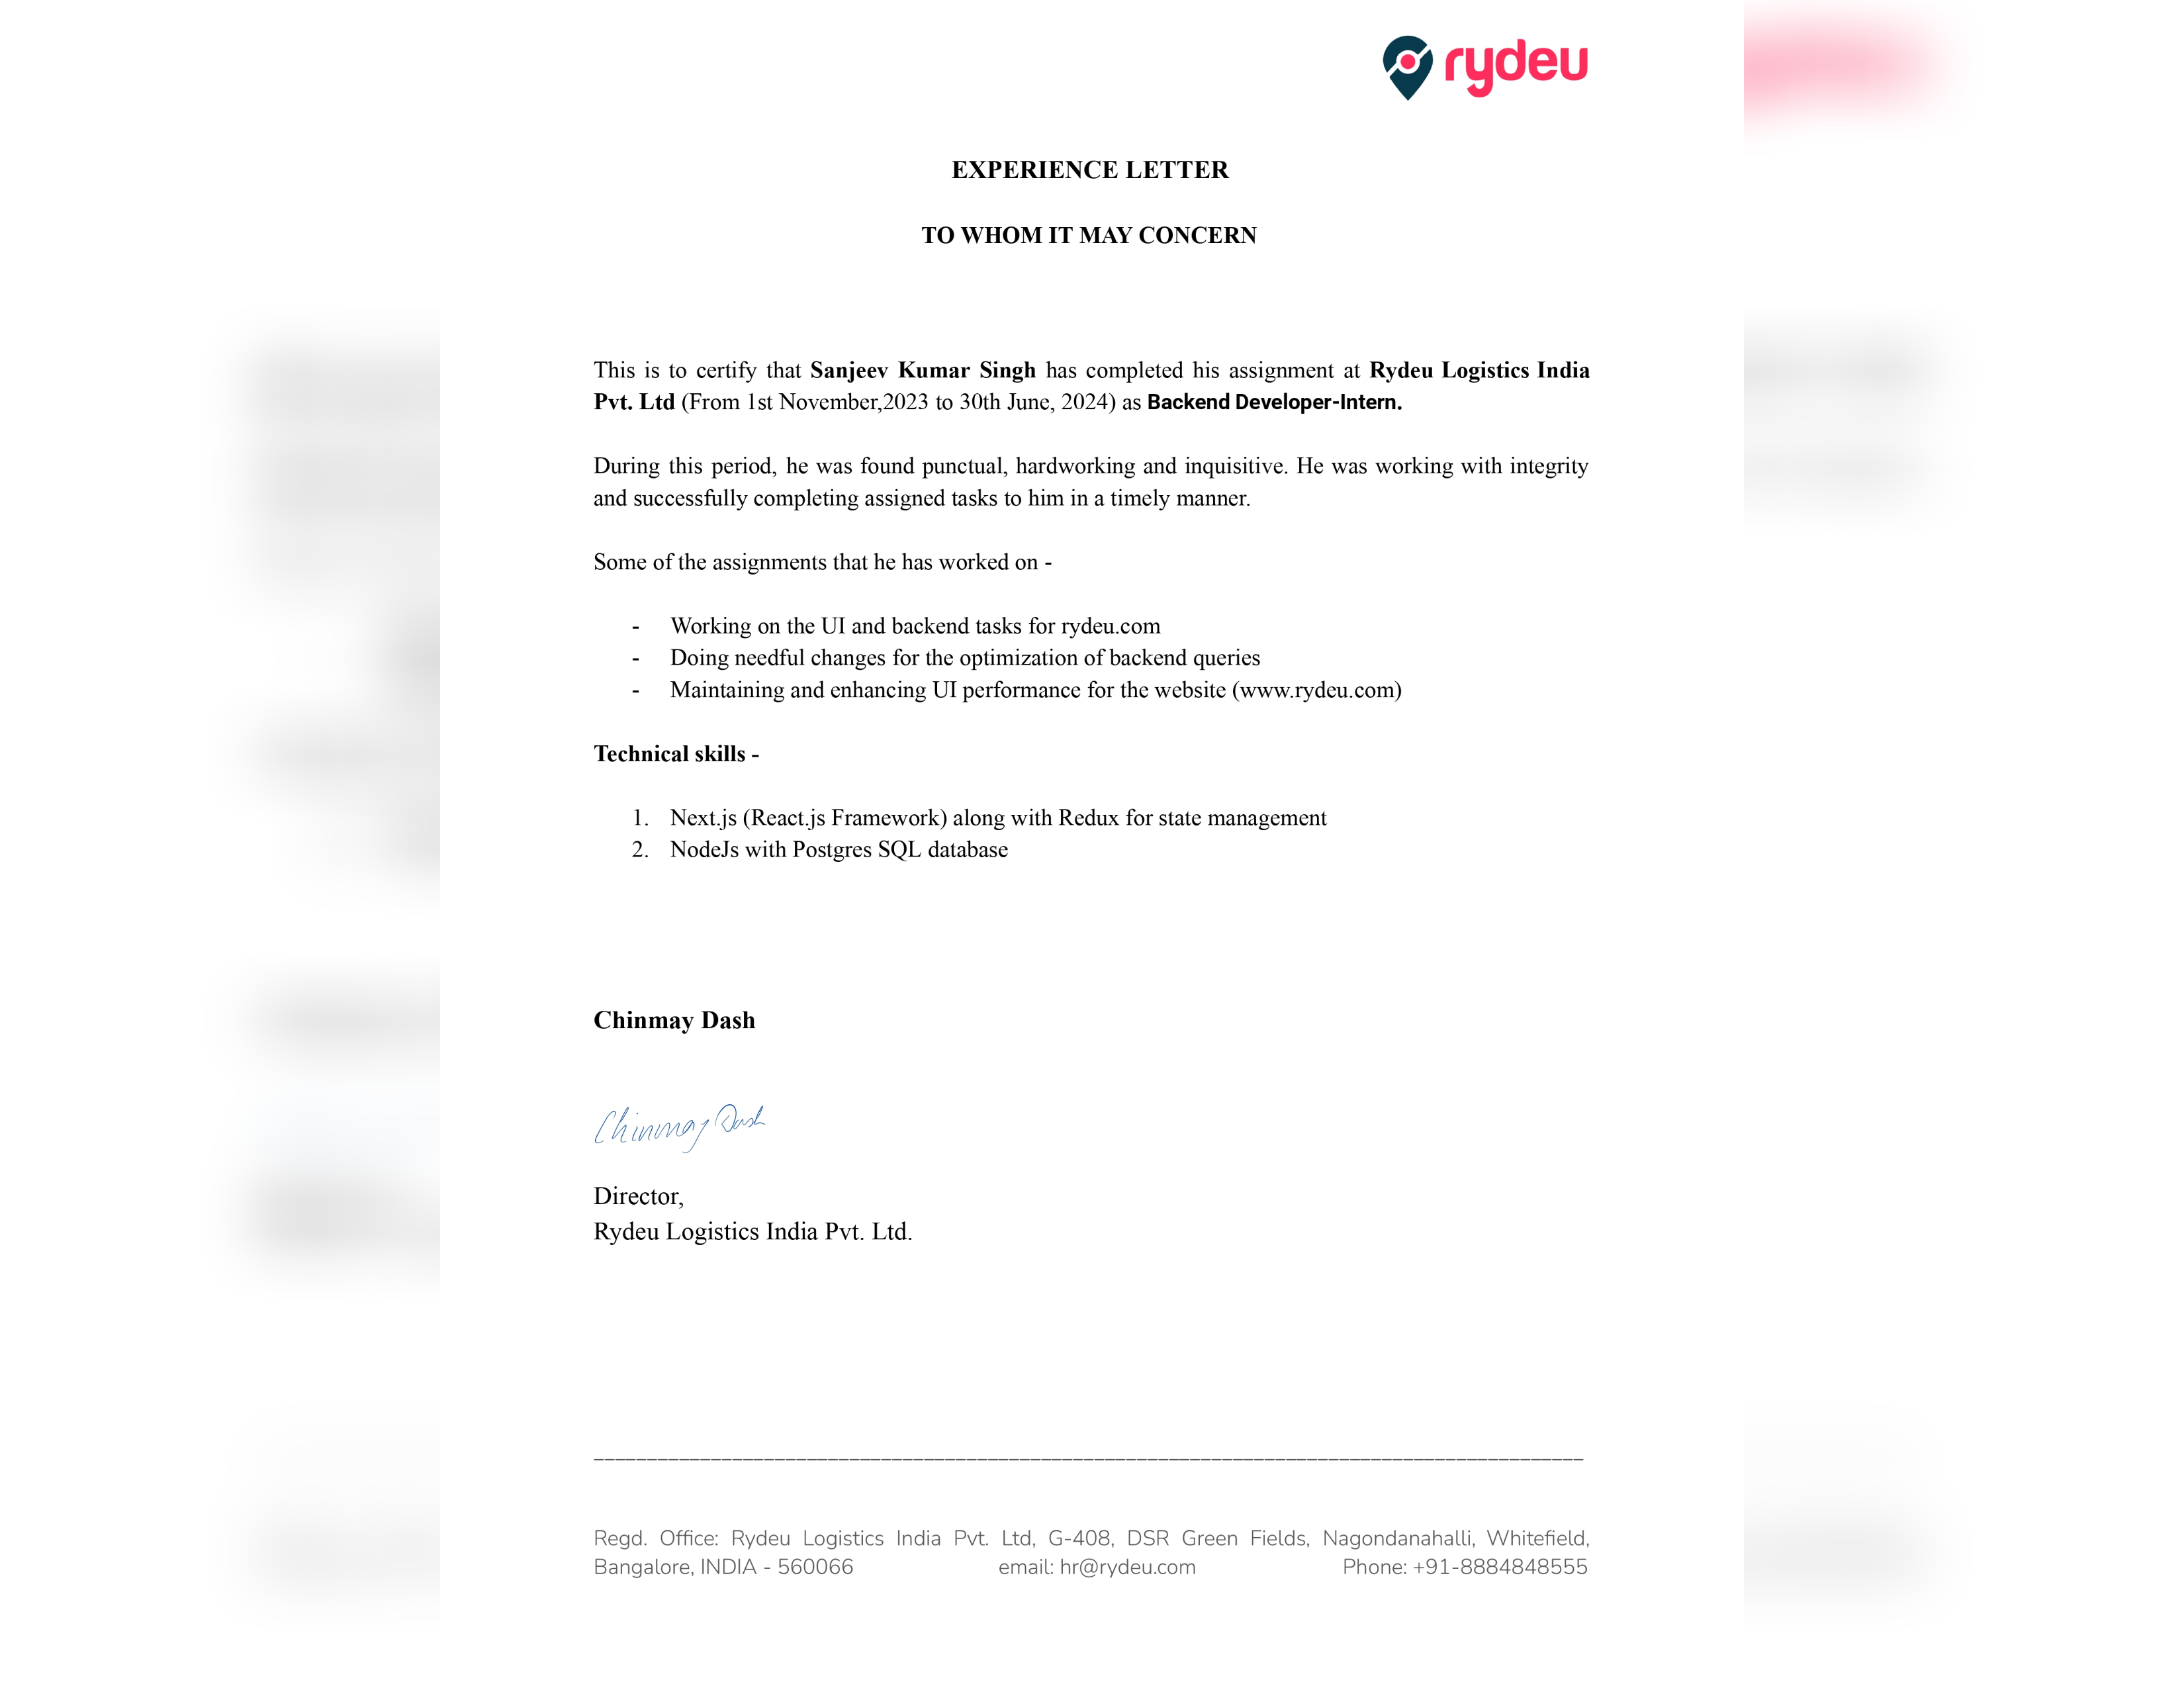 rydeu
EXPERIENCE LETTER
TO WHOM IT MAY CONCERN
This is to certify that Sanjeev Kumar Singh has completed his assignment at Rydeu Logistics India
Pvt. Ltd (From 1st November,2023 to 30th June, 2024) as Backend Developer-Intern.
During this period, he was found punctual, hardworking and inquisitive. He was working with integrity
and successfully completing assigned tasks to him in a timely manner.
Some of the assignments that he has worked on -
- Working on the UI and backend tasks for rydeu.com
- Doing needful changes for the optimization of backend queries
- Maintaining and enhancing UI performance for the website (www.rydeu.com)
Technical skills -
1. Next.js (React.js Framework) along with Redux for state management
2. NodeJs with Postgres SQL database
Chinmay Dash
Chinmay Dash
Director,
Rydeu Logistics India Pvt. Ltd.
Regd. Office: Rydeu Logistics India Pvt. Ltd, G-408, DSR Green Fields, Nagondanahalli, Whitefield,
Bangalore, INDIA - 560066 email: hr@rydeu.com Phone: +91-8884848555